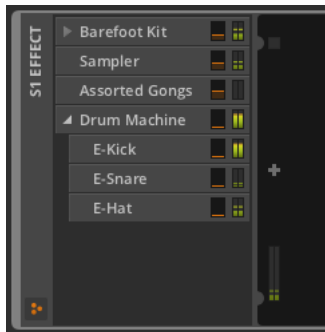 S1 EFFECT
Barefoot Kit
Sampler
Assorted Gongs
Drum Machine
E-Kick
E-Snare
E-Hat